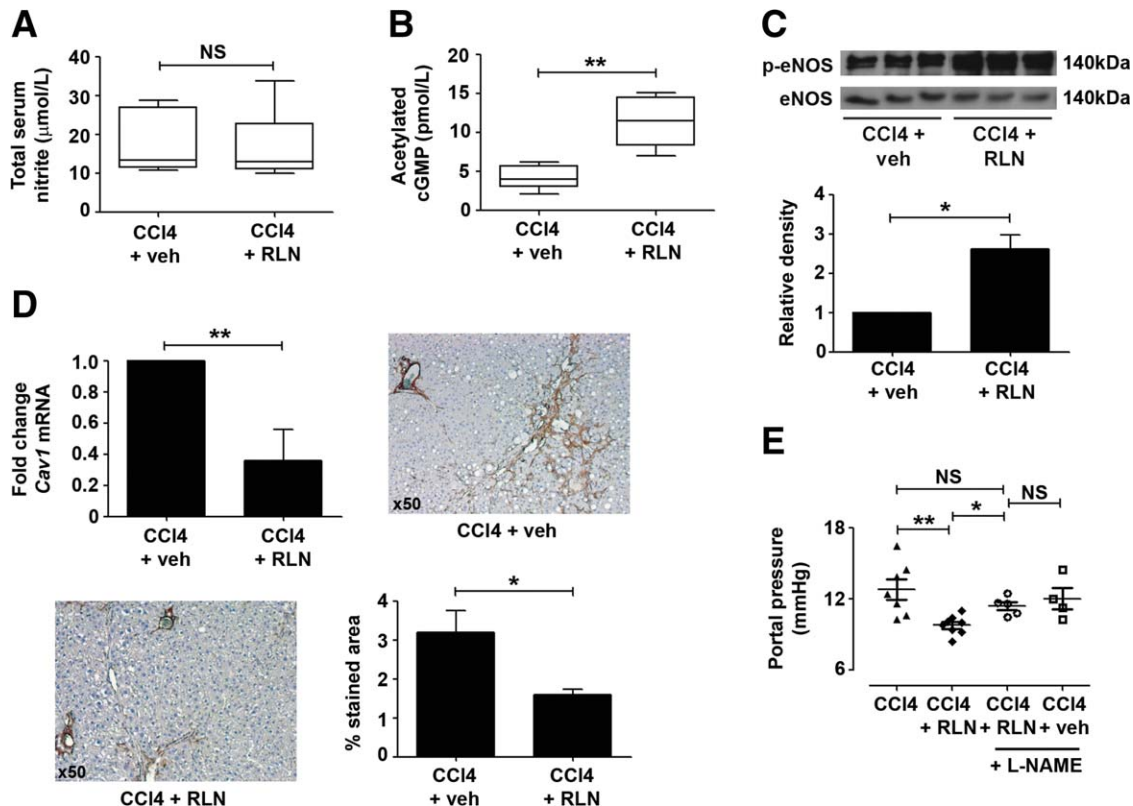 A
NS
Total serum
nitrite (μmol/L)
40
30
20
10
0
CCl4
+ veh
CCl4
+ RLN
B
**
Acetylated
cGMP (pmol/L)
20
15
10
5
0
CCl4
+ veh
CCl4
+ RLN
C
p-eNOS
140kDa
eNOS
140kDa
CCl4 +
veh
CCl4 +
RLN
*
Relative density
4
3
2
1
0
CCl4
+ veh
CCl4
+ RLN
D
**
Fold change
Cav1 mRNA
1.0
0.8
0.6
0.4
0.2
0
CCl4
+ veh
CCl4
+ RLN
x50
CCl4 + veh
x50
CCl4 + RLN
*
% stained area
4
3
2
1
0
CCl4
+ veh
CCl4
+ RLN
E
NS
NS
**
*
Portal pressure
(mmHg)
18
12
6
CCl4
CCl4
+ RLN
CCl4
+ RLN
CCl4
+ veh
+ L-NAME